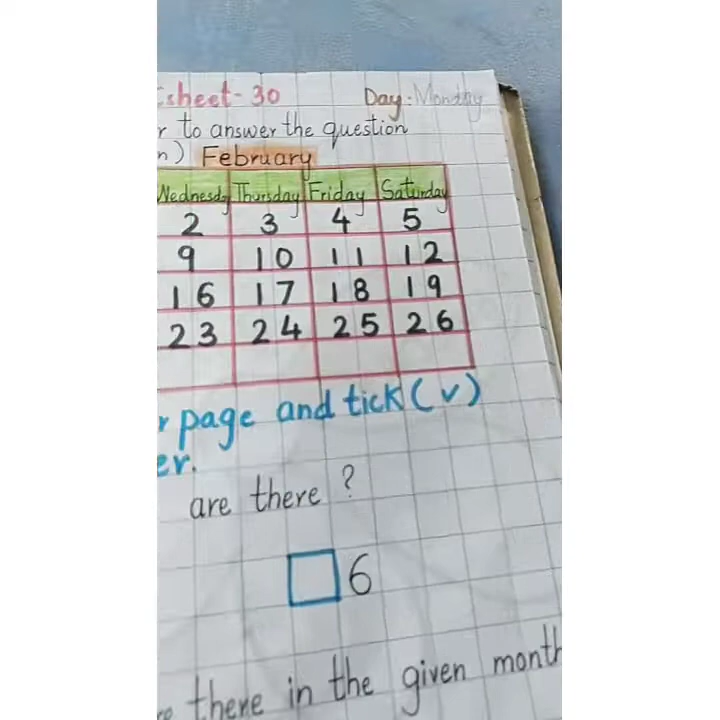 sheet-30 Day:-Monday
r to answer the question
n) February
Wednesday Thursday Friday Saturday
2 3 4 5
9 10 11 12
16 17 18 19
23 24 25 26
r page and tick (✓)
er.
are there ?
6
re there in the given month